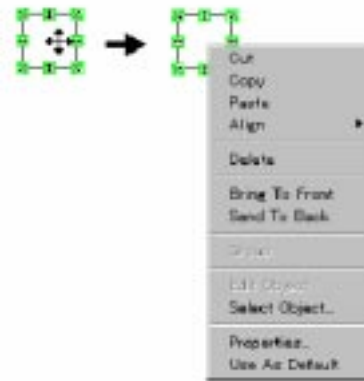 Cut
Copy
Paste
Align
Delete
Bring To Front
Send To Back
Group
Edit Object
Select Object...
Properties...
Use As Default